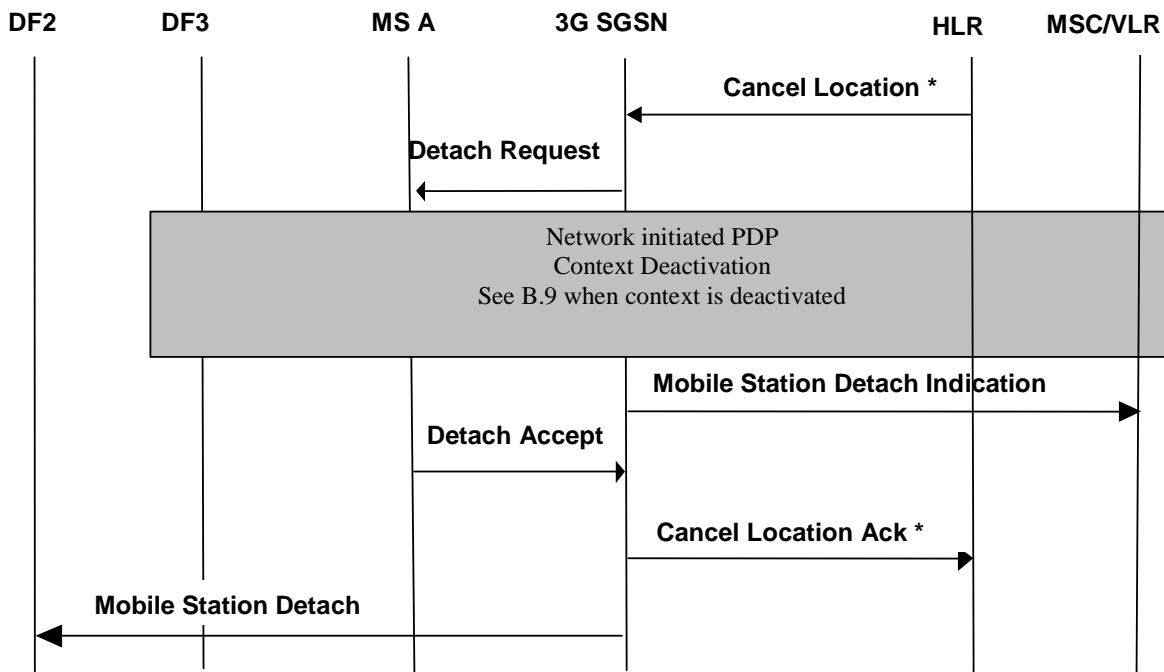 DF2 DF3 MS A 3G SGSN HLR MSC/VLR
Cancel Location *
Detach Request
Network initiated PDP
Context Deactivation
See B.9 when context is deactivated
Mobile Station Detach Indication
Detach Accept
Cancel Location Ack *
Mobile Station Detach